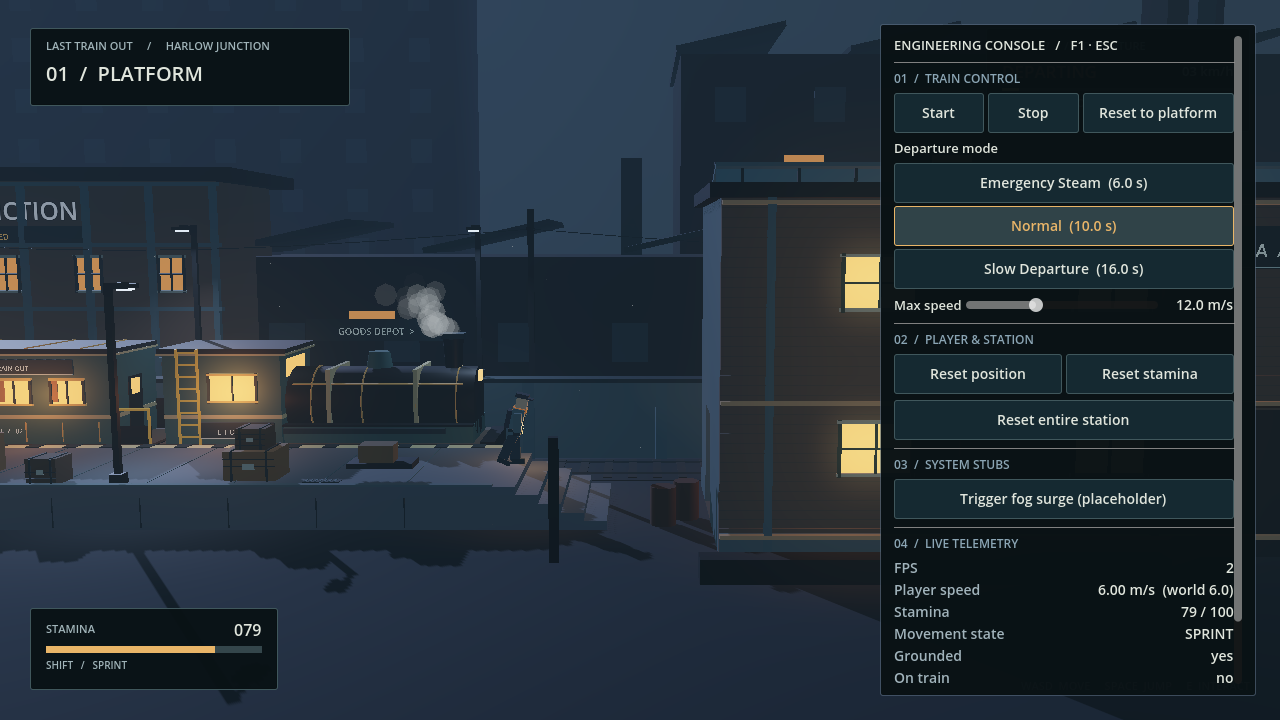 LAST TRAIN OUT / HARLOW JUNCTION
01 / PLATFORM
CTION
GOODS DEPOT >
STAMINA 079
SHIFT / SPRINT
ENGINEERING CONSOLE / F1 · ESC
01 / TRAIN CONTROL
Start Stop Reset to platform
Departure mode
Emergency Steam (6.0 s)
Normal (10.0 s)
Slow Departure (16.0 s)
Max speed 12.0 m/s
02 / PLAYER & STATION
Reset position Reset stamina
Reset entire station
03 / SYSTEM STUBS
Trigger fog surge (placeholder)
04 / LIVE TELEMETRY
FPS 2
Player speed 6.00 m/s (world 6.0)
Stamina 79 / 100
Movement state SPRINT
Grounded yes
On train no